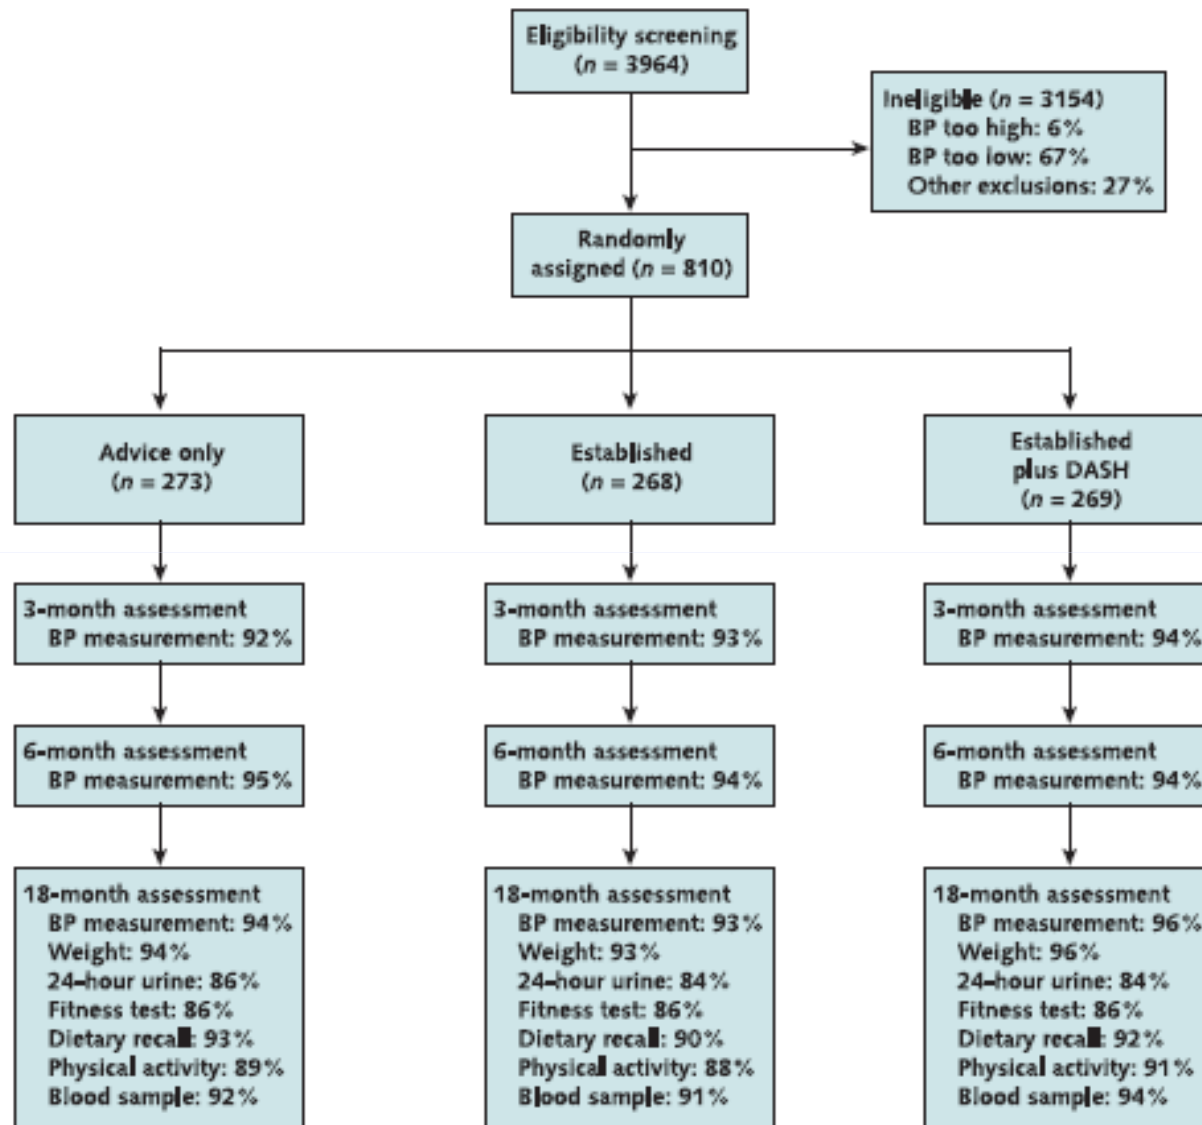 Eligibility screening
(n = 3964)
Ineligible (n = 3154)
BP too high: 6%
BP too low: 67%
Other exclusions: 27%
Randomly
assigned (n = 810)
Advice only
(n = 273)
Established
(n = 268)
Established
plus DASH
(n = 269)
3-month assessment
BP measurement: 92%
3-month assessment
BP measurement: 93%
3-month assessment
BP measurement: 94%
6-month assessment
BP measurement: 95%
6-month assessment
BP measurement: 94%
6-month assessment
BP measurement: 94%
18-month assessment
BP measurement: 94%
Weight: 94%
24-hour urine: 86%
Fitness test: 86%
Dietary recall: 93%
Physical activity: 89%
Blood sample: 92%
18-month assessment
BP measurement: 93%
Weight: 93%
24-hour urine: 84%
Fitness test: 86%
Dietary recall: 90%
Physical activity: 88%
Blood sample: 91%
18-month assessment
BP measurement: 96%
Weight: 96%
24-hour urine: 84%
Fitness test: 86%
Dietary recall: 92%
Physical activity: 91%
Blood sample: 94%